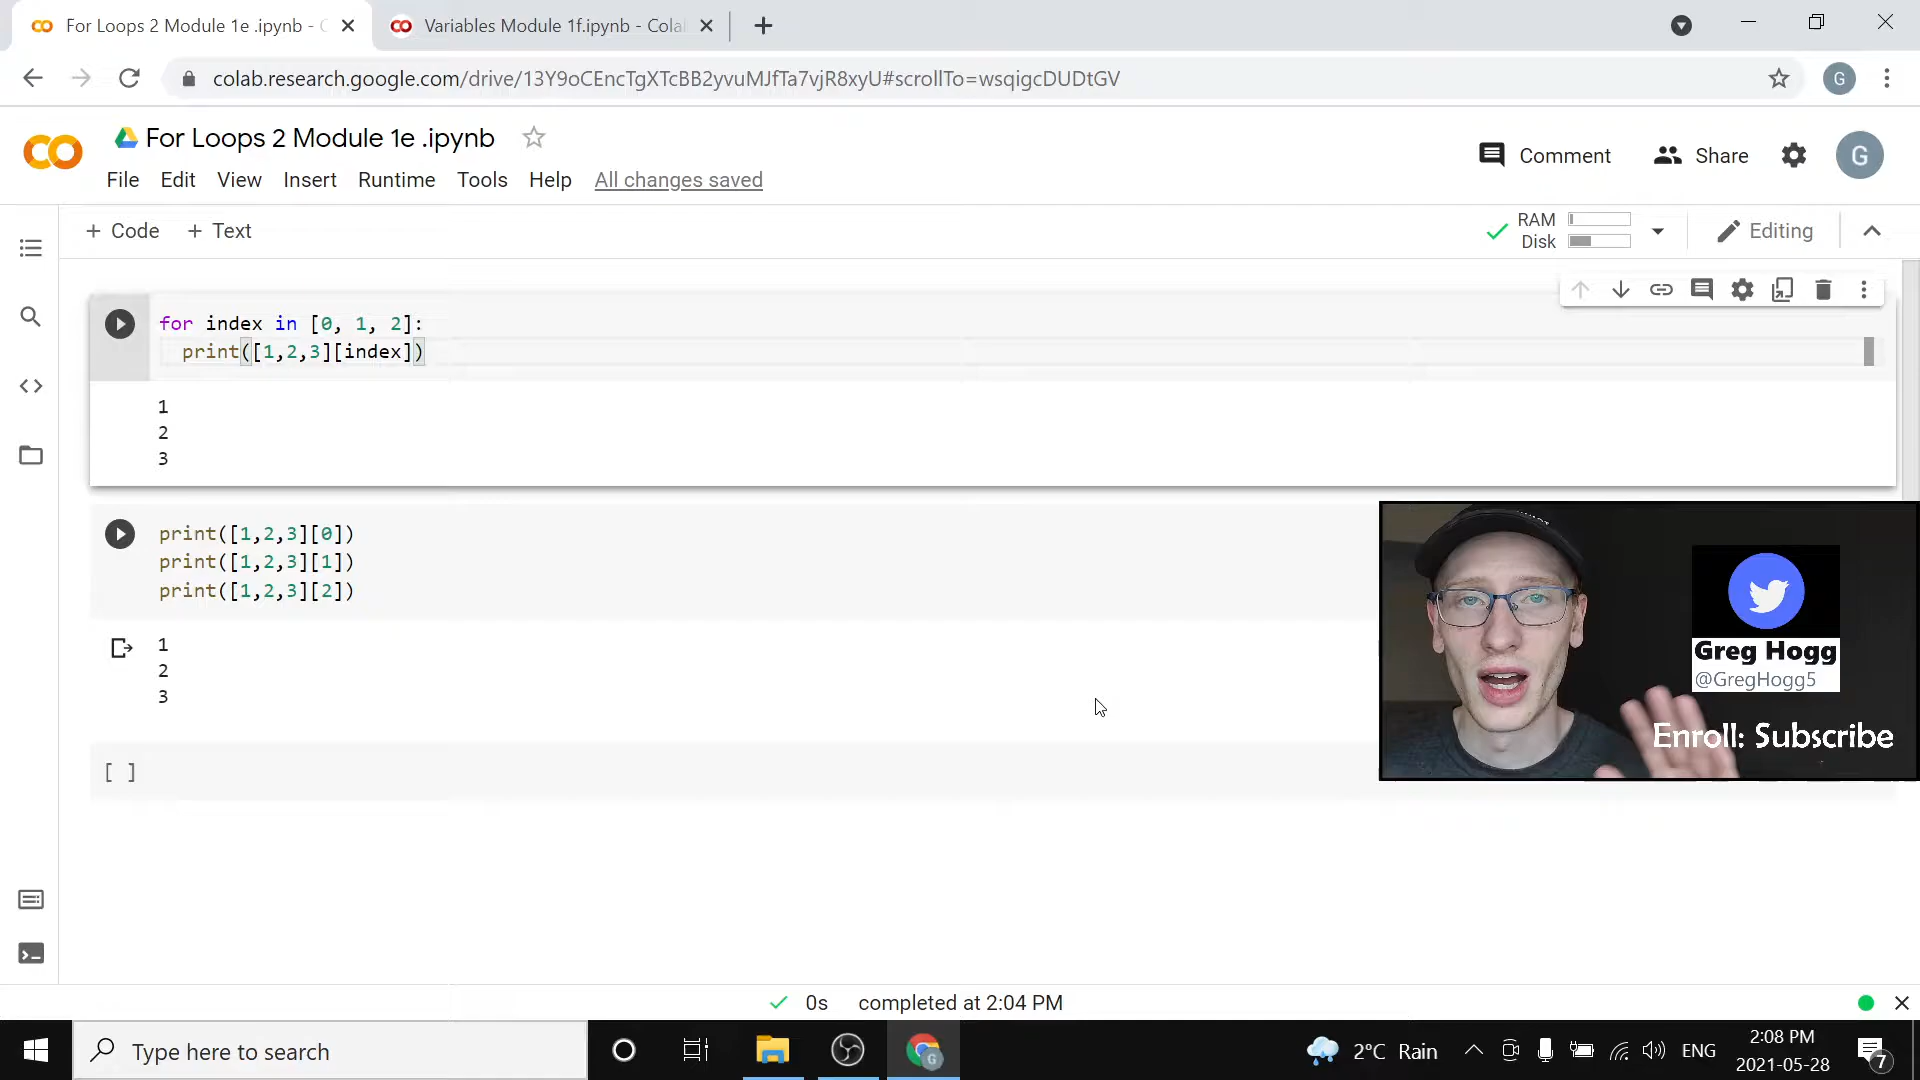 For Loops 2 Module 1e .ipynb - C
Variables Module 1f.ipynb - Cola
colab.research.google.com/drive/13Y9oCEncTgXTcBB2yvuMJfTa7vjR8xyU#scrollTo=wsqigcDUDtGV
G
For Loops 2 Module 1e .ipynb
Comment
Share
G
File Edit View Insert Runtime Tools Help All changes saved
+ Code + Text
RAM
Disk
Editing
for index in [0, 1, 2]:
print([1,2,3][index])
1
2
3
print([1,2,3][0])
print([1,2,3][1])
print([1,2,3][2])
1
2
3
[ ]
Greg Hogg
@GregHogg5
Enroll: Subscribe
0s completed at 2:04 PM
Type here to search
G
2°C Rain
ENG
2:08 PM
2021-05-28
7